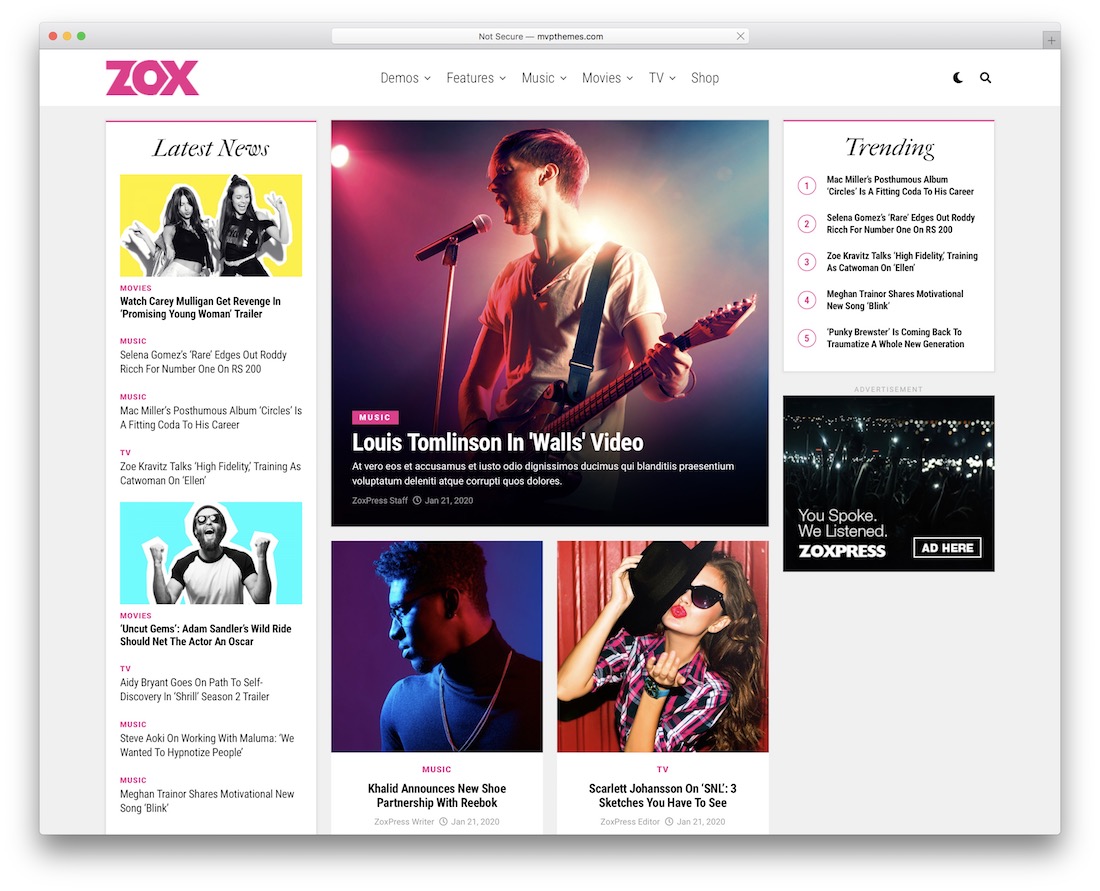 Not Secure — mvpthemes.com
ZOX
Demos
Features
Music
Movies
TV
Shop
Latest News
MOVIES
Watch Carey Mulligan Get Revenge In
‘Promising Young Woman’ Trailer
MUSIC
Selena Gomez’s ‘Rare’ Edges Out Roddy
Ricch For Number One On RS 200
MUSIC
Mac Miller’s Posthumous Album ‘Circles’ Is
A Fitting Coda To His Career
TV
Zoe Kravitz Talks ‘High Fidelity,’ Training As
Catwoman On ‘Ellen’
MOVIES
‘Uncut Gems’: Adam Sandler’s Wild Ride
Should Net The Actor An Oscar
TV
Aidy Bryant Goes On Path To Self-
Discovery In ‘Shrill’ Season 2 Trailer
MUSIC
Steve Aoki On Working With Maluma: ‘We
Wanted To Hypnotize People’
MUSIC
Meghan Trainor Shares Motivational New
Song ‘Blink’
MUSIC
Louis Tomlinson In 'Walls' Video
At vero eos et accusamus et iusto odio dignissimos ducimus qui blanditiis praesentium
voluptatum deleniti atque corrupti quos dolores.
ZoxPress Staff Jan 21, 2020
MUSIC
Khalid Announces New Shoe
Partnership With Reebok
ZoxPress Writer Jan 21, 2020
TV
Scarlett Johansson On ‘SNL’: 3
Sketches You Have To See
ZoxPress Editor Jan 21, 2020
Trending
1
Mac Miller’s Posthumous Album
‘Circles’ Is A Fitting Coda To His Career
2
Selena Gomez’s ‘Rare’ Edges Out Roddy
Ricch For Number One On RS 200
3
Zoe Kravitz Talks ‘High Fidelity,’ Training
As Catwoman On ‘Ellen’
4
Meghan Trainor Shares Motivational
New Song ‘Blink’
5
‘Punky Brewster’ Is Coming Back To
Traumatize A Whole New Generation
ADVERTISEMENT
You Spoke.
We Listened.
ZOXPRESS
AD HERE